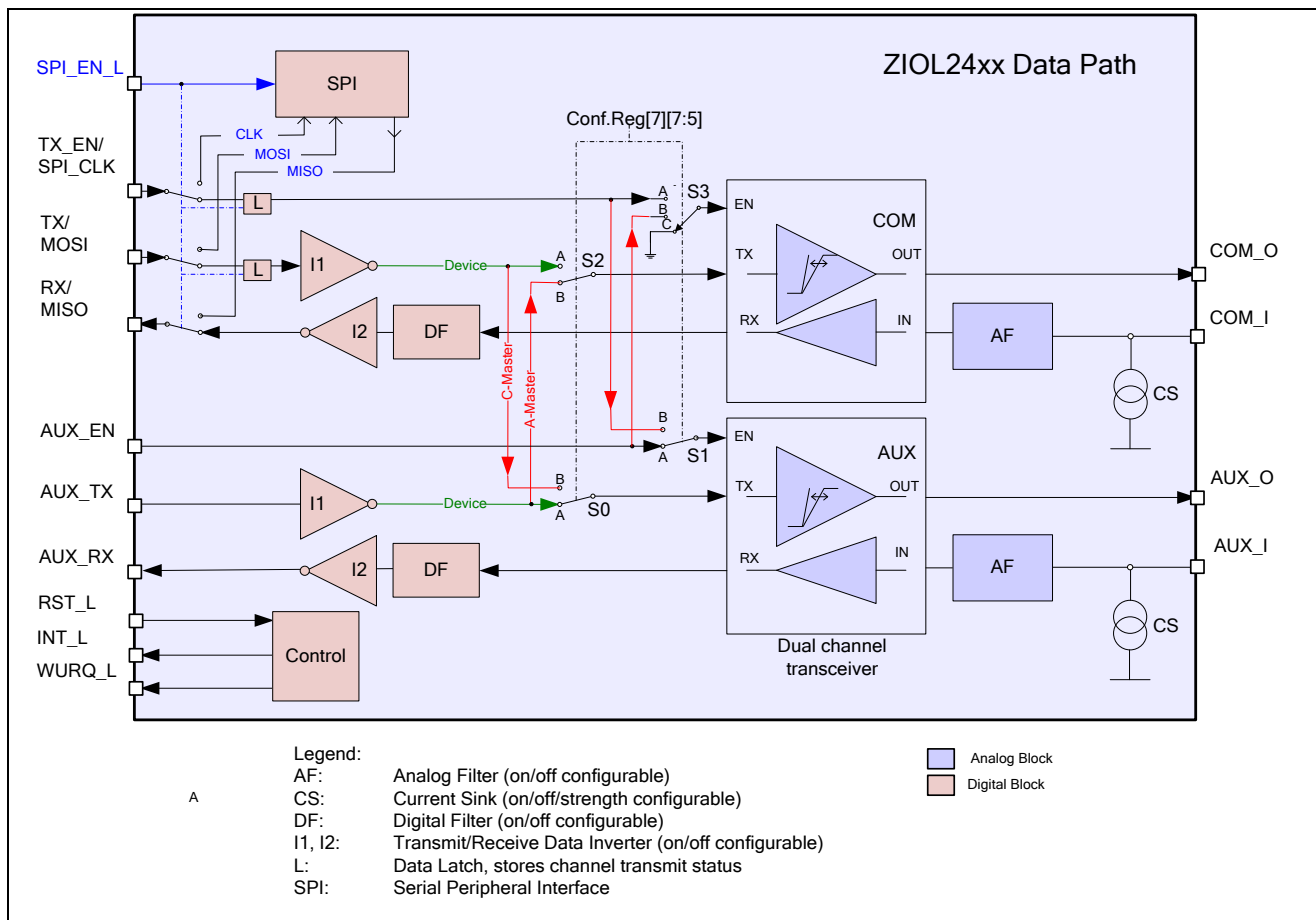 ZIOL24xx Data Path
SPI_EN_L
SPI
Conf.Reg[7][7:5]
TX_EN/
SPI_CLK
CLK
MOSI
MISO
L
A
B
C
S3
EN
COM
TX/
MOSI
L
I1
Device
A
B
S2
TX
OUT
COM_O
RX/
MISO
I2
DF
RX
IN
AF
COM_I
CS
C-Master
A-Master
AUX_EN
B
A
S1
EN
AUX
AUX_TX
I1
Device
B
A
S0
TX
OUT
AUX_O
AUX_RX
I2
DF
RX
IN
AF
AUX_I
CS
RST_L
INT_L
WURQ_L
Control
Dual channel
transceiver
Legend:
AF: Analog Filter (on/off configurable)
A
CS: Current Sink (on/off/strength configurable)
DF: Digital Filter (on/off configurable)
I1, I2: Transmit/Receive Data Inverter (on/off configurable)
L: Data Latch, stores channel transmit status
SPI: Serial Peripheral Interface
Analog Block
Digital Block